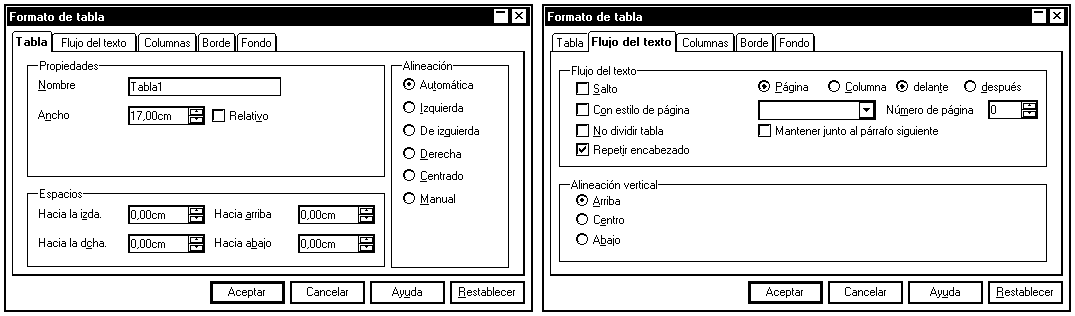 Formato de tabla
Tabla Flujo del texto Columnas Borde Fondo
Propiedades
Nombre Tabla1
Ancho 17,00cm Relativo
Espacios
Hacia la izda. 0,00cm Hacia arriba 0,00cm
Hacia la dcha. 0,00cm Hacia abajo 0,00cm
Alineación
Automática
Izquierda
De izquierda
Derecha
Centrado
Manual
Aceptar Cancelar Ayuda Restablecer
Formato de tabla
Tabla Flujo del texto Columnas Borde Fondo
Flujo del texto
Salto Página Columna delante después
Con estilo de página Número de página 0
No dividir tabla Mantener junto al párrafo siguiente
Repetir encabezado
Alineación vertical
Arriba
Centro
Abajo
Aceptar Cancelar Ayuda Restablecer